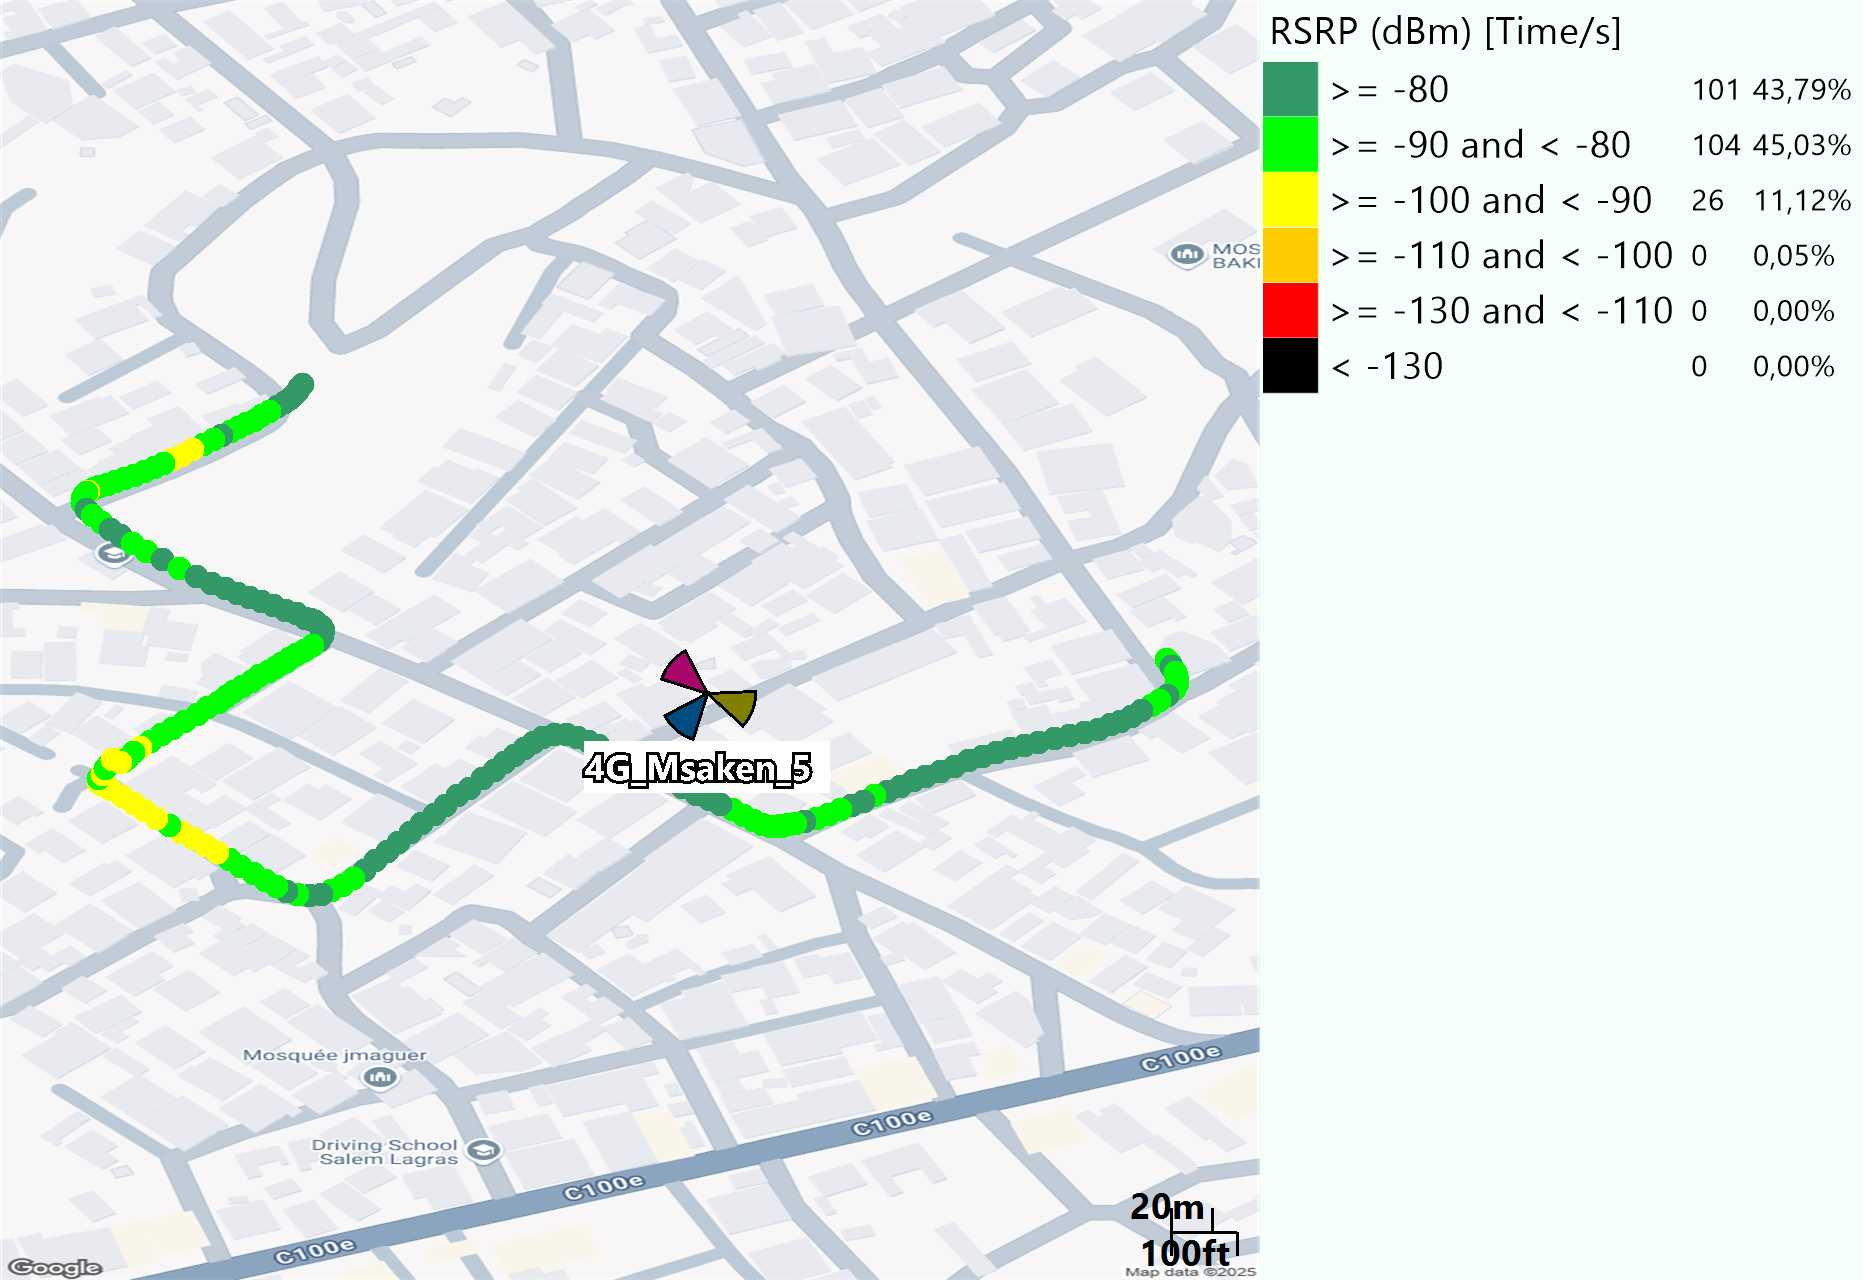 RSRP (dBm) [Time/s]
>= -80 101 43,79%
>= -90 and < -80 104 45,03%
>= -100 and < -90 26 11,12%
>= -110 and < -100 0 0,05%
>= -130 and < -110 0 0,00%
< -130 0 0,00%
MOS
BAKI
4G_Msaken_5
Mosquée jmaguer
C100e
C100e
Driving School
Salem Lagras
C100e
C100e
20m
100ft
Google
Map data ©2025